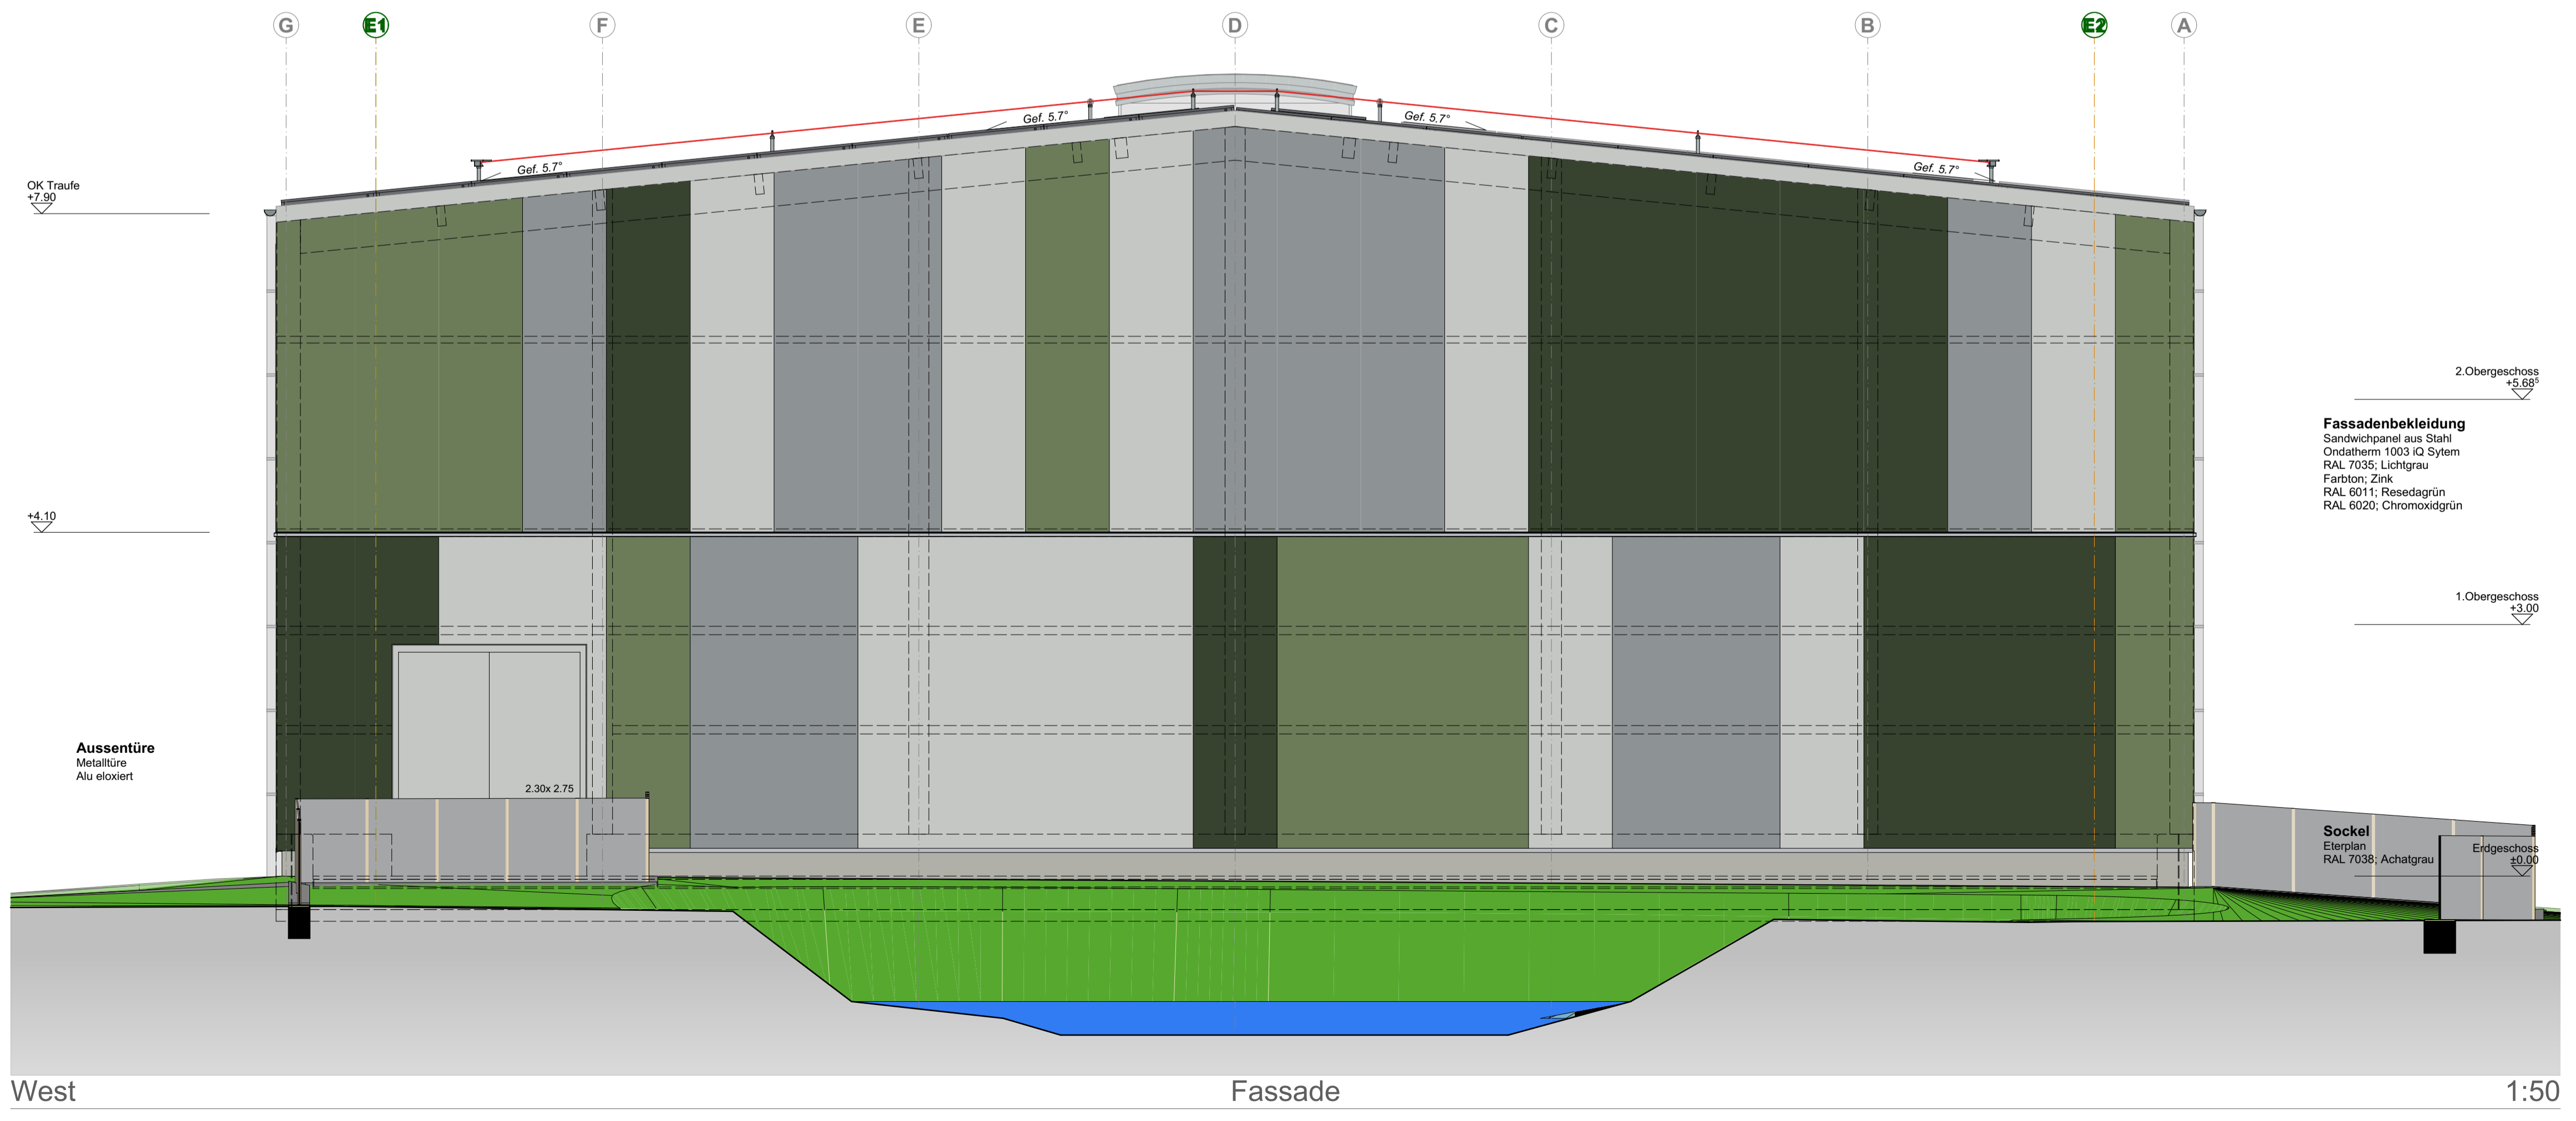 G E1 F E D C B E2 A
Gef. 5.7° Gef. 5.7°
Gef. 5.7° Gef. 5.7°
OK Traufe
+7.90
2.Obergeschoss
+5.68⁵
Fassadenbekleidung
Sandwichpanel aus Stahl
Ondatherm 1003 iQ Sytem
RAL 7035; Lichtgrau
Farbton; Zink
RAL 6011; Resedagrün
RAL 6020; Chromoxidgrün
+4.10
1.Obergeschoss
+3.00
Aussentüre
Metalltüre
Alu eloxiert
2.30x 2.75
Sockel
Eterplan
RAL 7038; Achatgrau
Erdgeschoss
±0.00
West Fassade 1:50